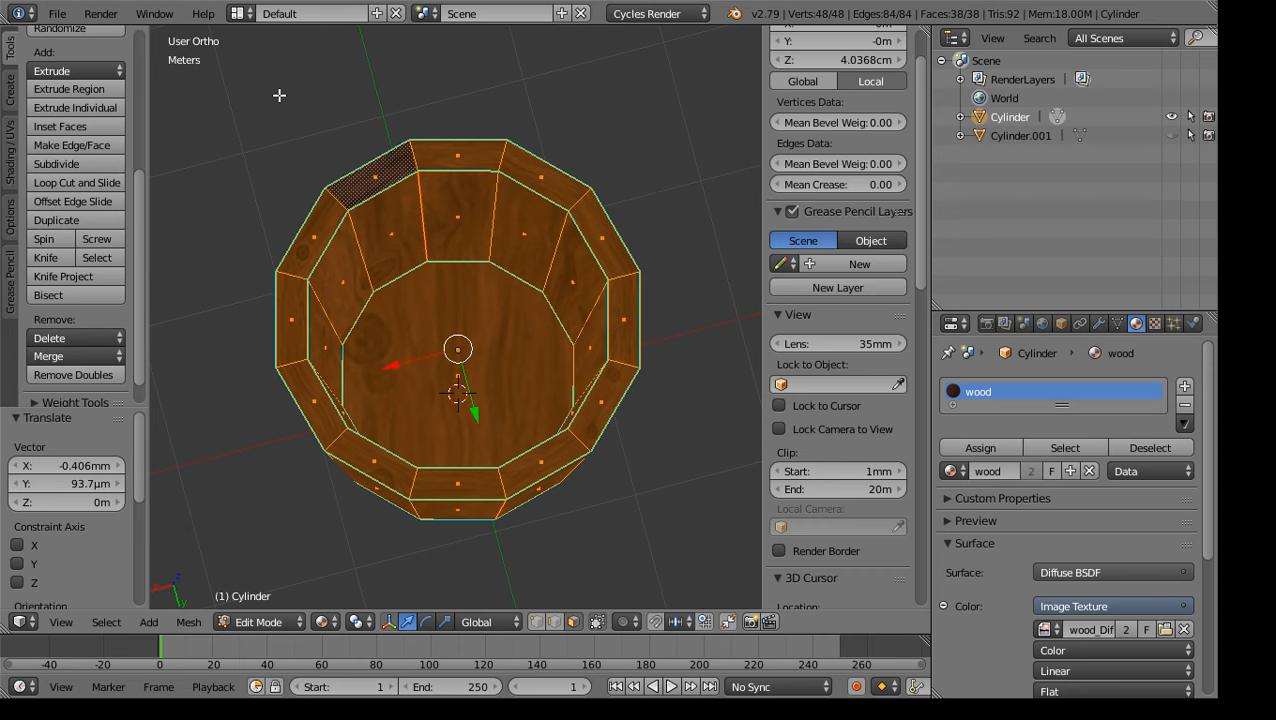 File Render Window Help Default Scene Cycles Render v2.79 | Verts:48/48 | Edges:84/84 | Faces:38/38 | Tris:92 | Mem:18.00M | Cylinder
Tools
Create
Shading / UVs
Options
Grease Pencil
Randomize
Add:
Extrude
Extrude Region
Extrude Individual
Inset Faces
Make Edge/Face
Subdivide
Loop Cut and Slide
Offset Edge Slide
Duplicate
Spin Screw
Knife Select
Knife Project
Bisect
Remove:
Delete
Merge
Remove Doubles
Weight Tools
Translate
Vector
X: -0.406mm
Y: 93.7µm
Z: 0m
Constraint Axis
X
Y
Z
Orientation
User Ortho
Meters
z
y
(1) Cylinder
Y: -0m
Z: 4.0368cm
Global Local
Vertices Data:
Mean Bevel Weig: 0.00
Edges Data:
Mean Bevel Weig: 0.00
Mean Crease: 0.00
Grease Pencil Layers
Scene Object
New
New Layer
View
Lens: 35mm
Lock to Object:
Lock to Cursor
Lock Camera to View
Clip:
Start: 1mm
End: 20m
Local Camera:
Render Border
3D Cursor
Location:
View Select Add Mesh Edit Mode Global
-40 -20 0 20 40 60 80 100 120 140 160 180 200 220 240 260
View Marker Frame Playback Start: 1 End: 250 1 No Sync
View Search All Scenes
Scene
RenderLayers
World
Cylinder
Cylinder.001
Cylinder wood
wood
Assign Select Deselect
wood 2 F Data
Custom Properties
Preview
Surface
Surface: Diffuse BSDF
Color: Image Texture
wood_Dif 2 F
Color
Linear
Flat